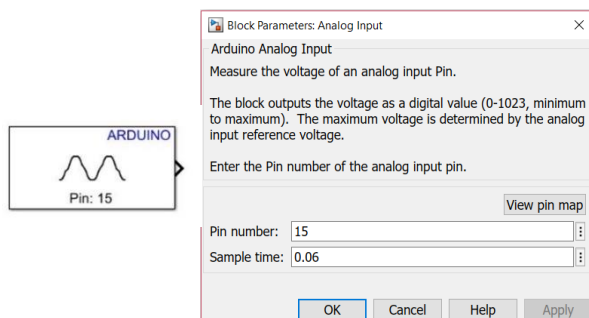 ARDUINO
Pin: 15
Block Parameters: Analog Input
Arduino Analog Input
Measure the voltage of an analog input Pin.
The block outputs the voltage as a digital value (0-1023, minimum
to maximum). The maximum voltage is determined by the analog
input reference voltage.
Enter the Pin number of the analog input pin.
View pin map
Pin number: 15
Sample time: 0.06
OK Cancel Help Apply